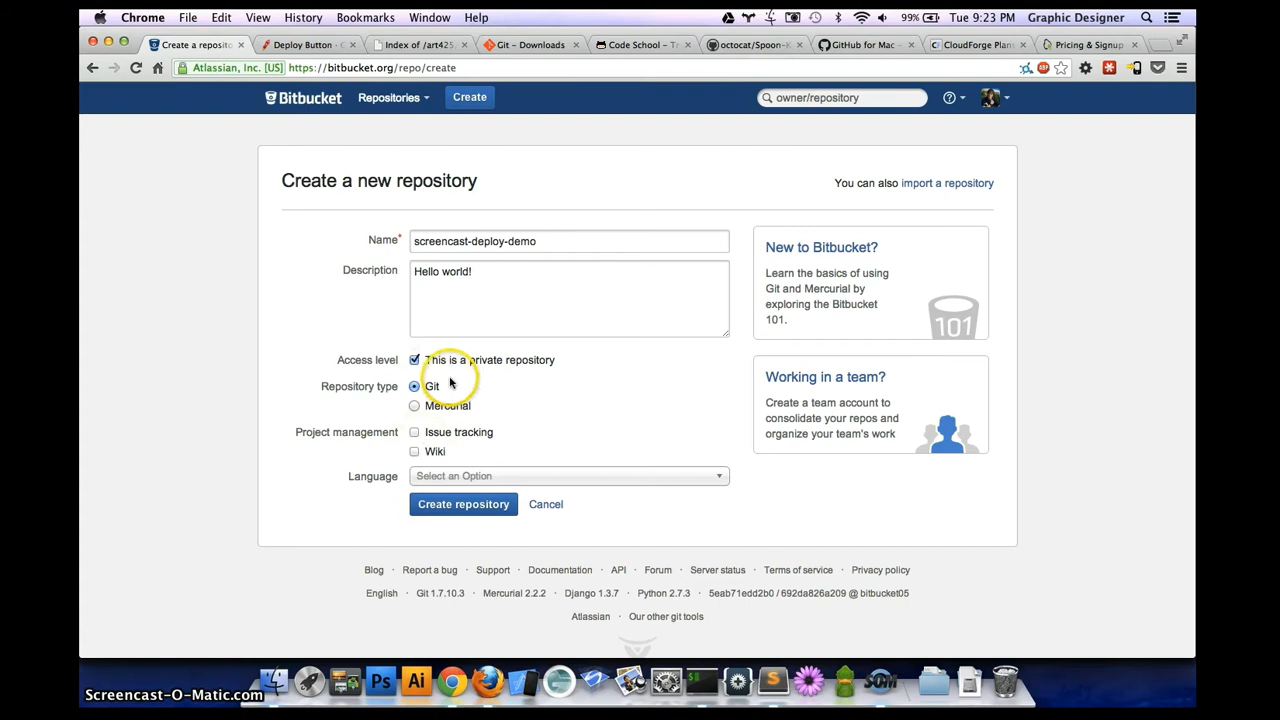 Chrome File Edit View History Bookmarks Window Help 99% Tue 9:23 PM Graphic Designer
Create a reposito Deploy Button · C Index of /art425 Git – Downloads Code School – Tr octocat/Spoon-K GitHub for Mac CloudForge Plan Pricing & Signup
Atlassian, Inc. [US] https://bitbucket.org/repo/create
Bitbucket Repositories Create owner/repository
Create a new repository
You can also import a repository
Name* screencast-deploy-demo
Description Hello world!
Access level This is a private repository
Repository type Git
Mercurial
Project management Issue tracking
Wiki
Language Select an Option
Create repository Cancel
New to Bitbucket?
Learn the basics of using
Git and Mercurial by
exploring the Bitbucket
101.
101
Working in a team?
Create a team account to
consolidate your repos and
organize your team's work
Blog · Report a bug · Support · Documentation · API · Forum · Server status · Terms of service · Privacy policy
English · Git 1.7.10.3 · Mercurial 2.2.2 · Django 1.3.7 · Python 2.7.3 · 5eab71edd2b0 / 692da826a209 @ bitbucket05
Atlassian · Our other git tools
Ps Ai
Screencast-O-Matic.com